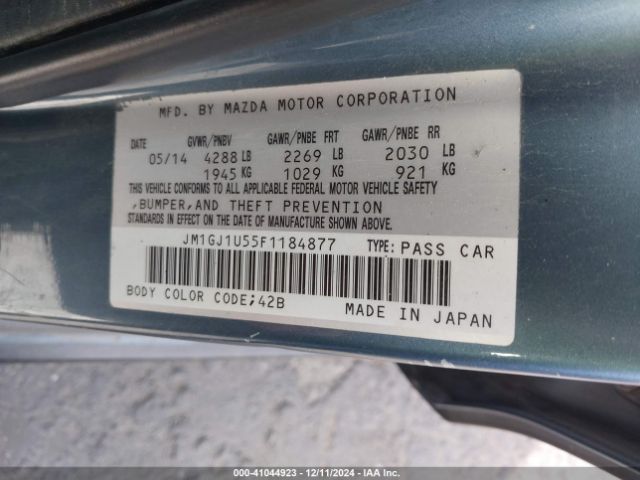 MFD. BY MAZDA MOTOR CORPORATION
DATE GVWR/PNBV GAWR/PNBE FRT GAWR/PNBE RR
05/14 4288 LB 2269 LB 2030 LB
1945 KG 1029 KG 921 KG
THIS VEHICLE CONFORMS TO ALL APPLICABLE FEDERAL MOTOR VEHICLE SAFETY
,BUMPER,AND THEFT PREVENTION
STANDARDS IN EFFECT ON THE DATE OF MANUFACTURE SHOWN ABOVE.
JM1GJ1U55F1184877 TYPE: PASS CAR
BODY COLOR CODE;42B MADE IN JAPAN
000-41044923 - 12/11/2024 - IAA Inc.